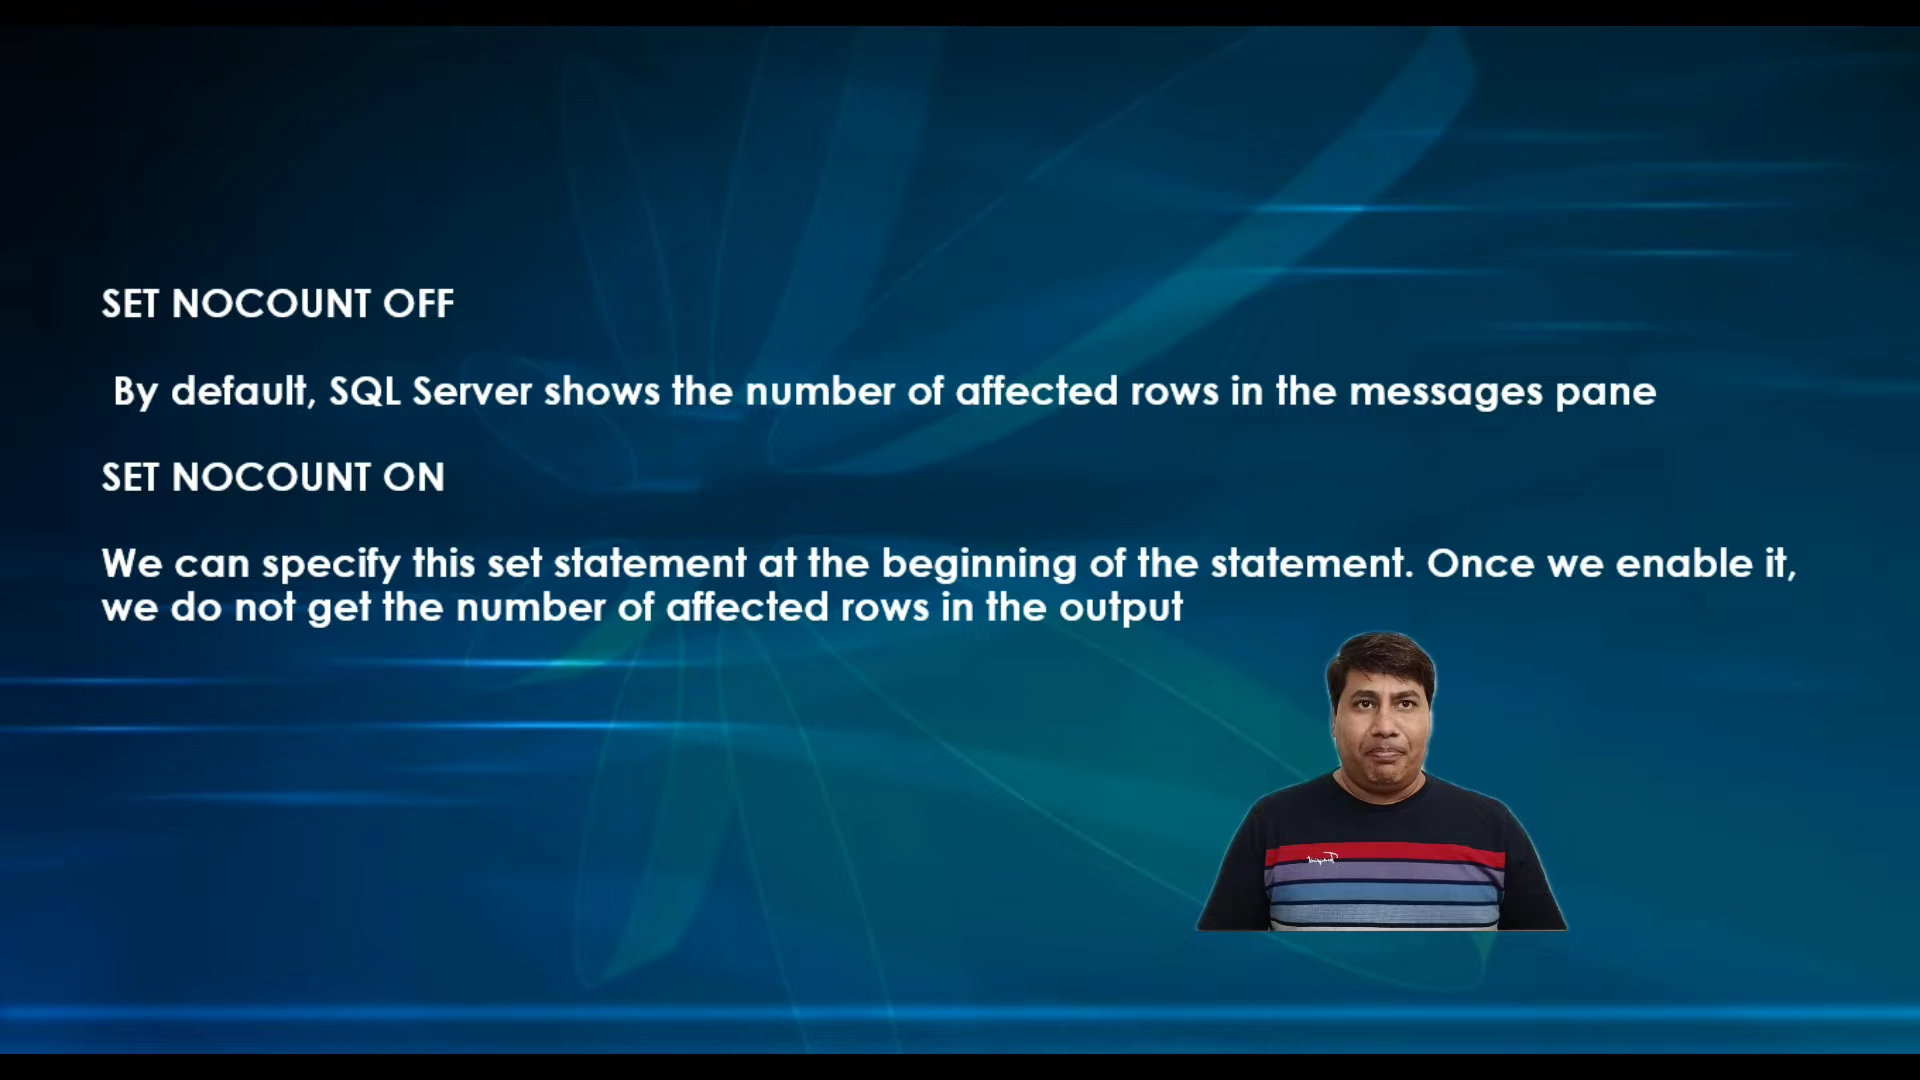 SET NOCOUNT OFF
By default, SQL Server shows the number of affected rows in the messages pane
SET NOCOUNT ON
We can specify this set statement at the beginning of the statement. Once we enable it,
we do not get the number of affected rows in the output